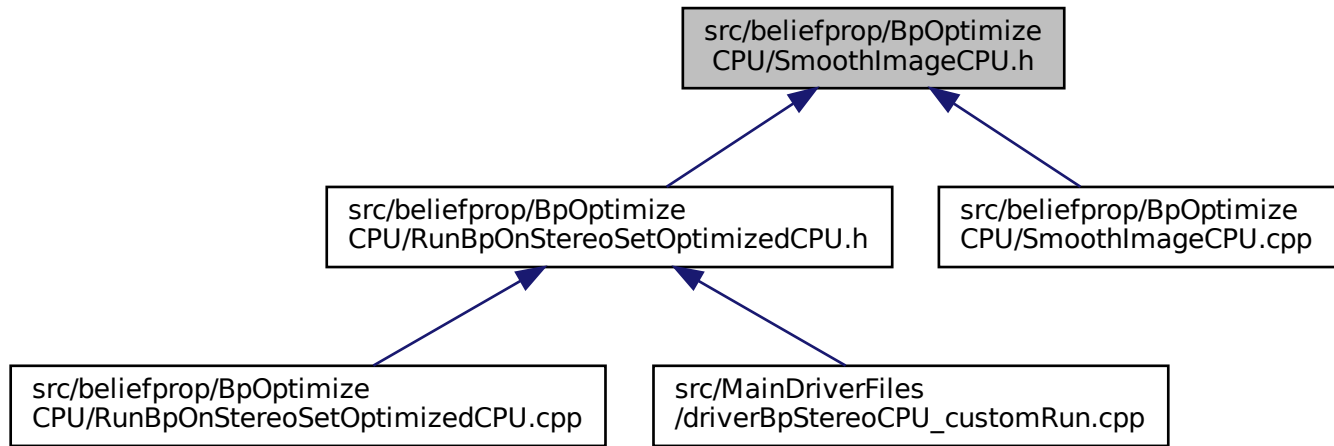 src/beliefprop/BpOptimize
CPU/SmoothImageCPU.h
src/beliefprop/BpOptimize
CPU/RunBpOnStereoSetOptimizedCPU.h
src/beliefprop/BpOptimize
CPU/SmoothImageCPU.cpp
src/beliefprop/BpOptimize
CPU/RunBpOnStereoSetOptimizedCPU.cpp
src/MainDriverFiles
/driverBpStereoCPU_customRun.cpp